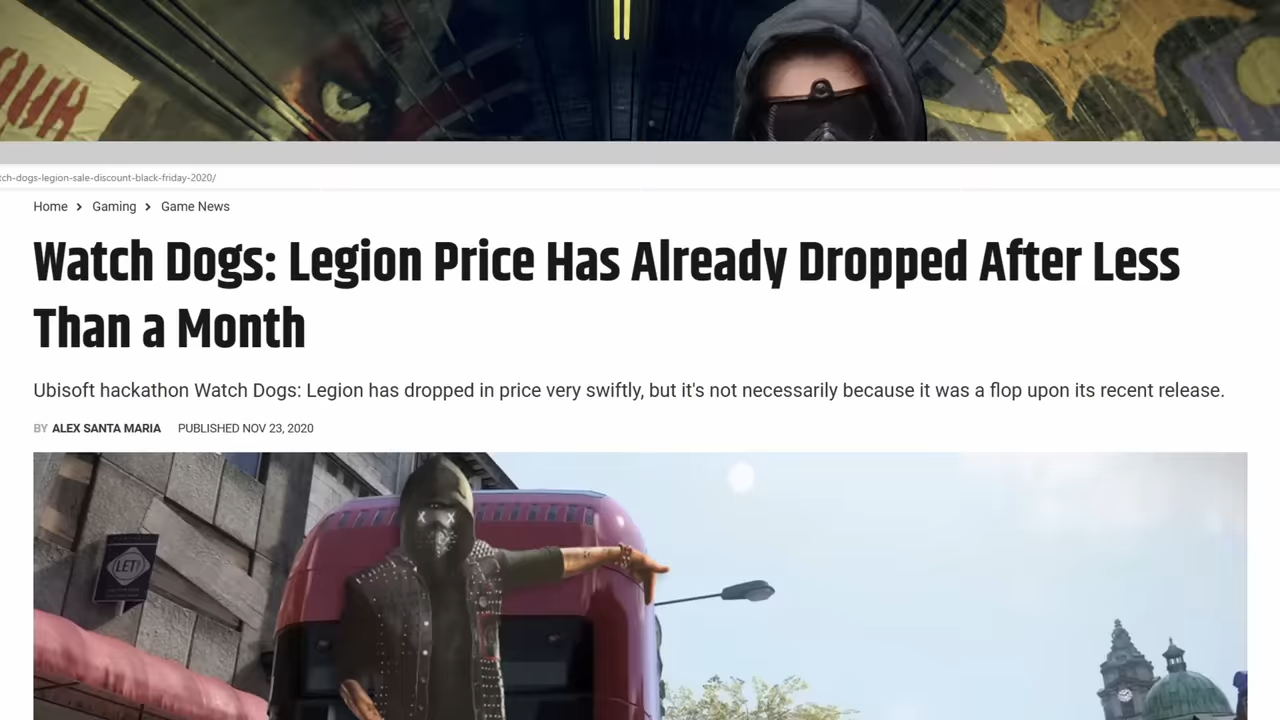 tch-dogs-legion-sale-discount-black-friday-2020/
Home > Gaming > Game News
Watch Dogs: Legion Price Has Already Dropped After Less
Than a Month
Ubisoft hackathon Watch Dogs: Legion has dropped in price very swiftly, but it's not necessarily because it was a flop upon its recent release.
BY ALEX SANTA MARIA PUBLISHED NOV 23, 2020
LET!